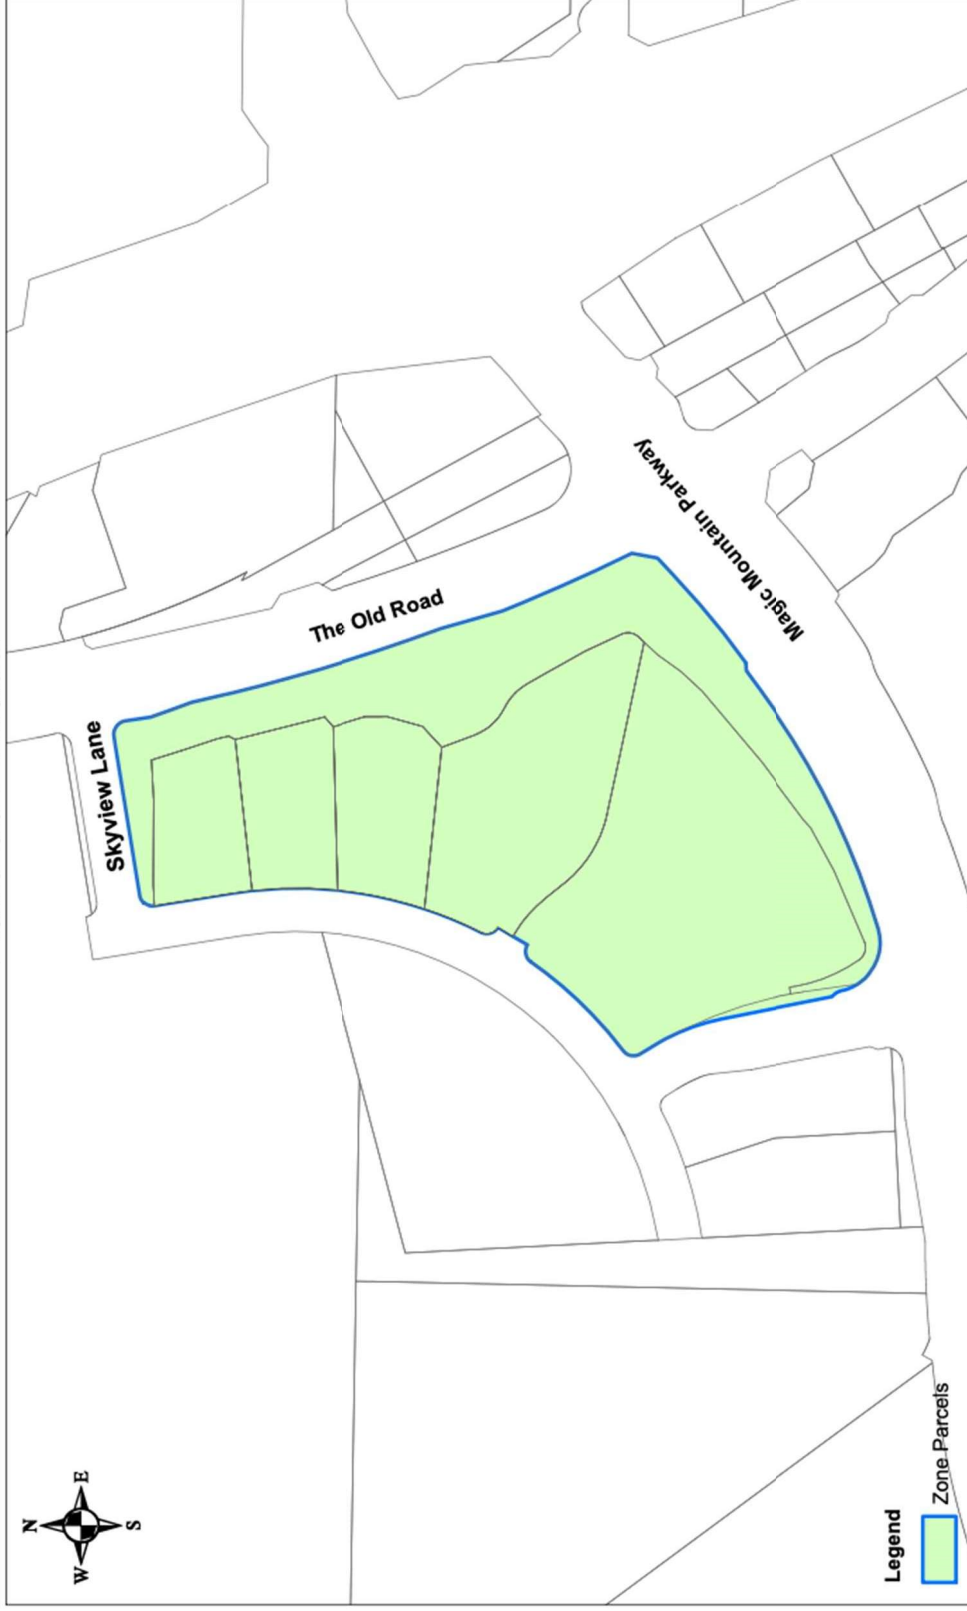 N
W
E
S
Skyview Lane
The Old Road
Magic Mountain Parkway
Legend
Zone Parcels